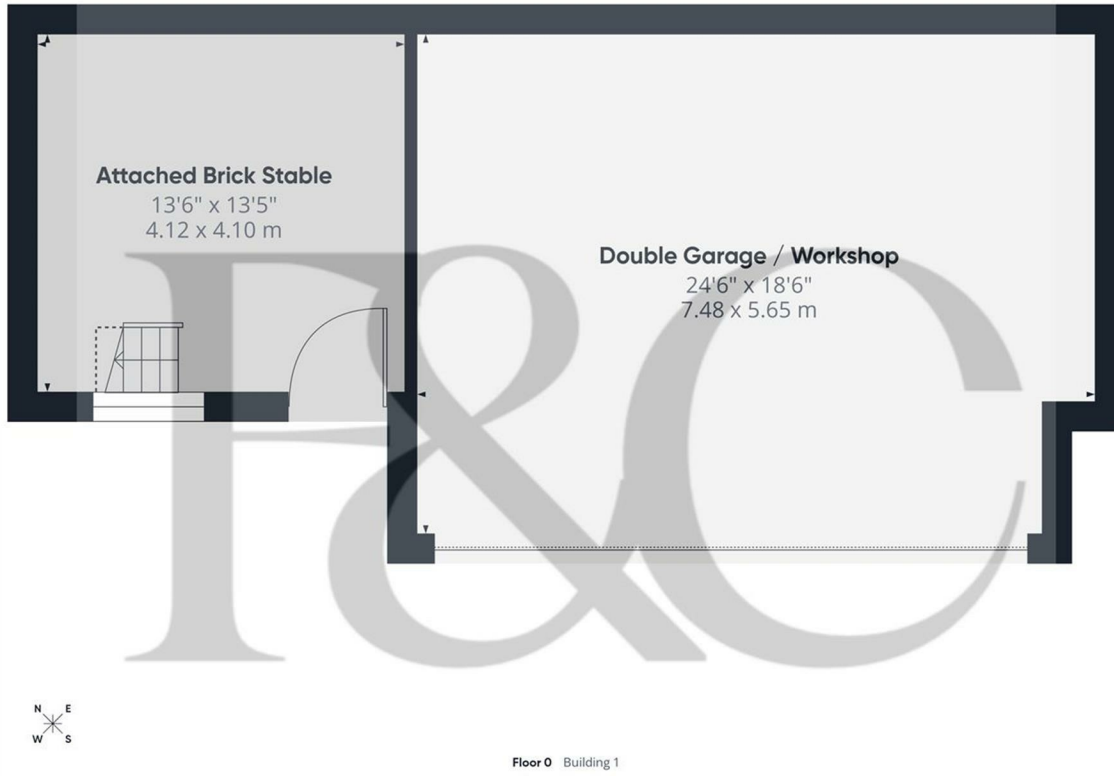 Attached Brick Stable
13'6" x 13'5"
4.12 x 4.10 m
Double Garage / Workshop
24'6" x 18'6"
7.48 x 5.65 m
F&C
N E
W S
Floor 0 Building 1